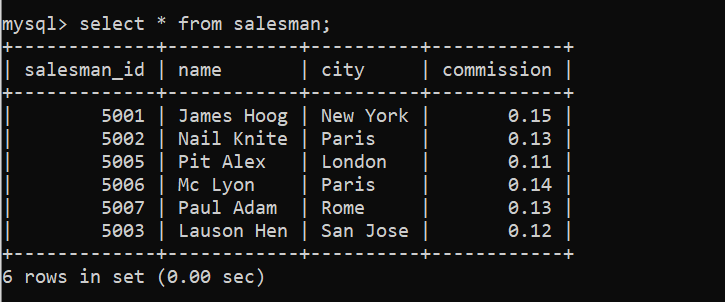 mysql> select * from salesman;
+-------------+------------+----------+------------+
| salesman_id | name       | city     | commission |
+-------------+------------+----------+------------+
|        5001 | James Hoog | New York |       0.15 |
|        5002 | Nail Knite | Paris    |       0.13 |
|        5005 | Pit Alex   | London   |       0.11 |
|        5006 | Mc Lyon    | Paris    |       0.14 |
|        5007 | Paul Adam  | Rome     |       0.13 |
|        5003 | Lauson Hen | San Jose |       0.12 |
+-------------+------------+----------+------------+
6 rows in set (0.00 sec)